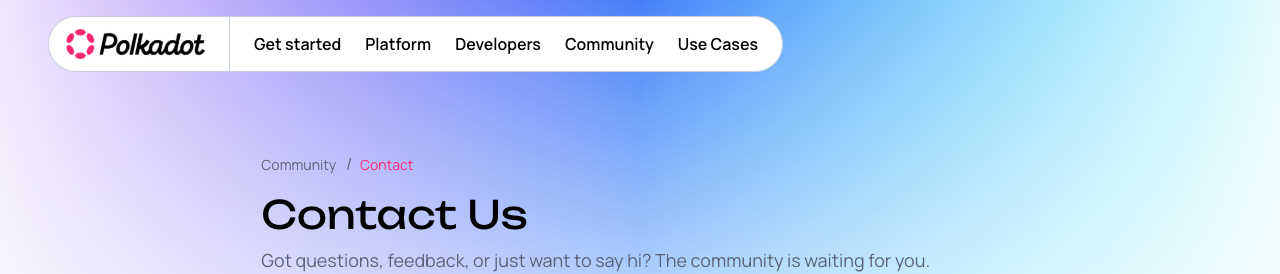 Polkadot Get started Platform Developers Community Use Cases
Community / Contact
Contact Us
Got questions, feedback, or just want to say hi? The community is waiting for you.